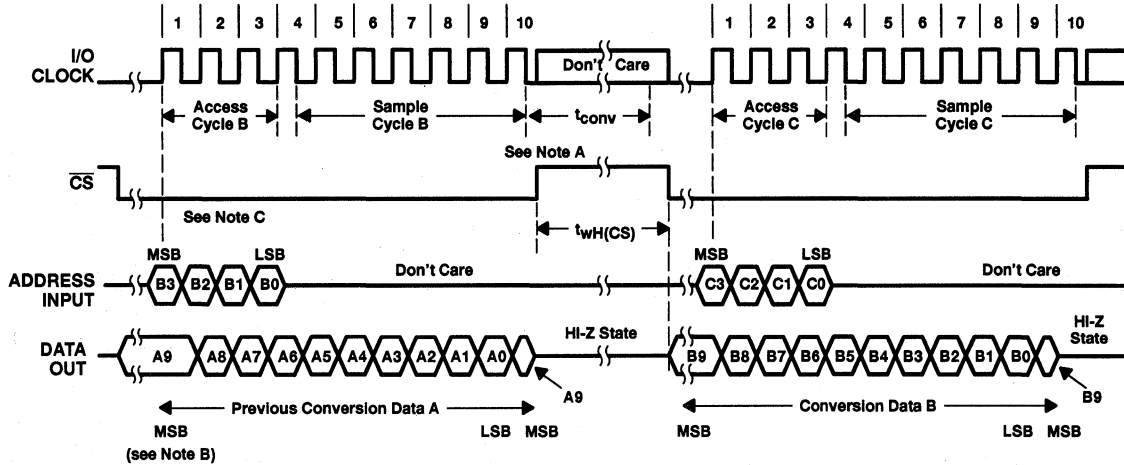 1 2 3 4 5 6 7 8 9 10 1 2 3 4 5 6 7 8 9 10
I/O
CLOCK
Don't Care
Access
Cycle B
Sample
Cycle B
tconv
Access
Cycle C
Sample
Cycle C
See Note A
CS
See Note C
twH(CS)
MSB LSB MSB LSB
ADDRESS
INPUT
B3 B2 B1 B0 Don't Care C3 C2 C1 C0 Don't Care
HI-Z State
HI-Z
State
DATA
OUT
A9 A8 A7 A6 A5 A4 A3 A2 A1 A0 B9 B8 B7 B6 B5 B4 B3 B2 B1 B0
A9 B9
Previous Conversion Data A Conversion Data B
MSB LSB MSB MSB LSB MSB
(see Note B)